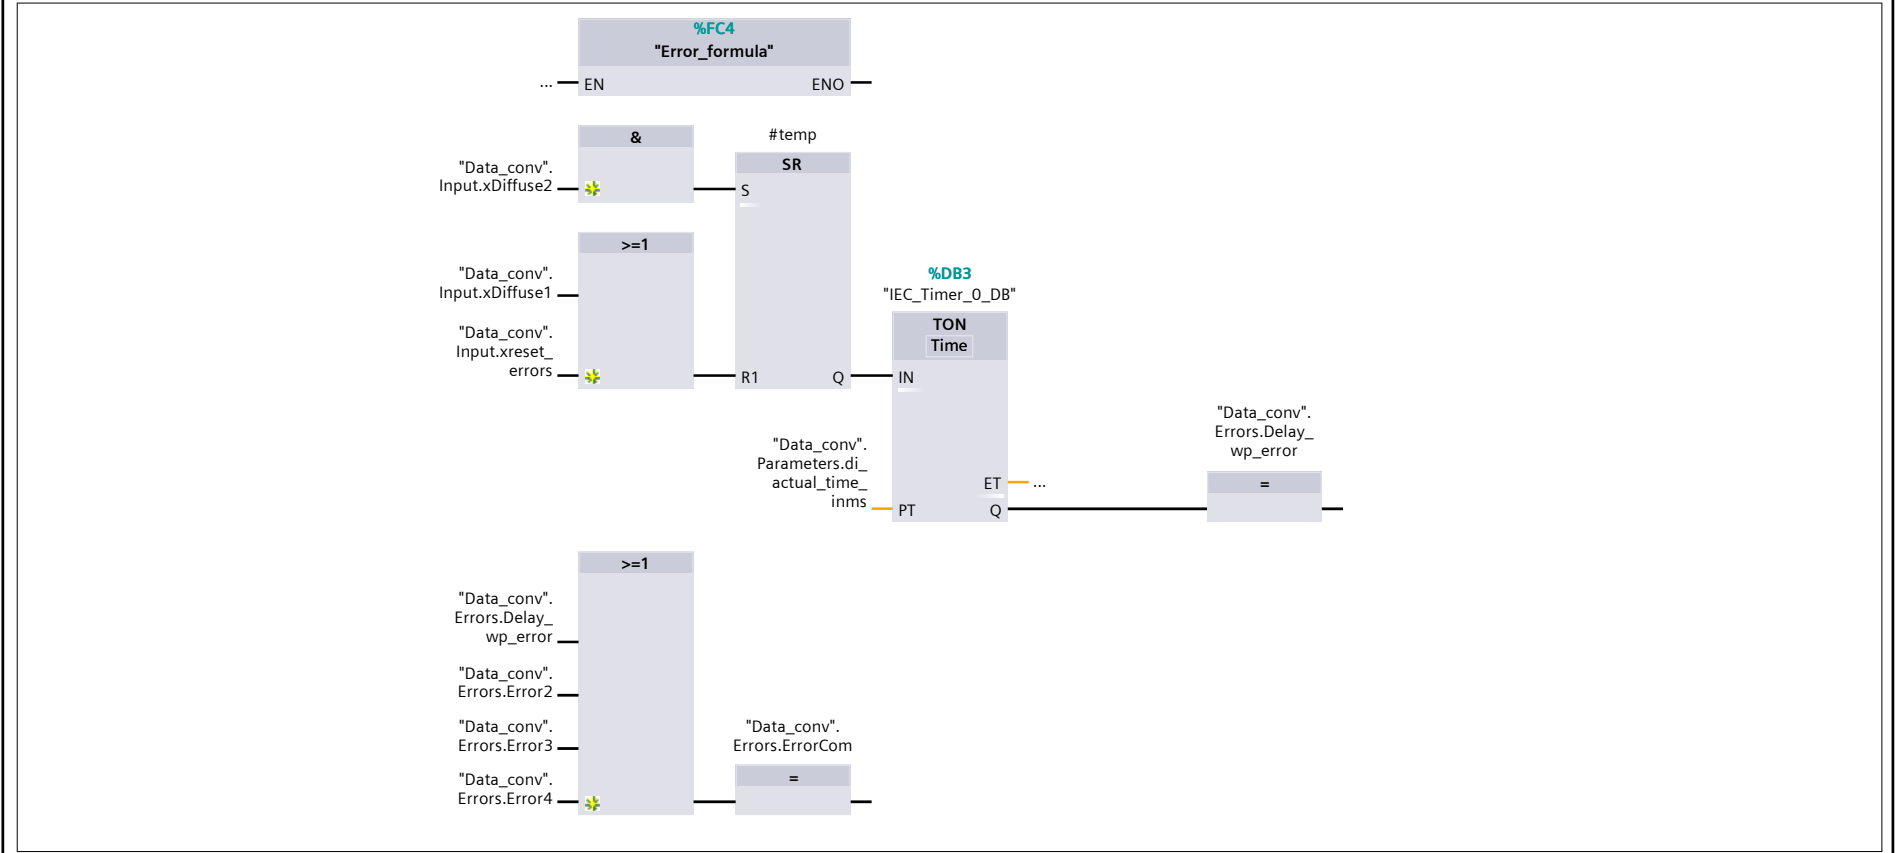 %FC4
"Error_formula"
... EN ENO
&
#temp
SR
"Data_conv".
Input.xDiffuse2
S
>=1
"Data_conv".
Input.xDiffuse1
%DB3
"IEC_Timer_0_DB"
TON
Time
"Data_conv".
Input.xreset_
errors
R1 Q IN
"Data_conv".
Errors.Delay_
wp_error
"Data_conv".
Parameters.di_
actual_time_
inms
ET ...
=
PT Q
>=1
"Data_conv".
Errors.Delay_
wp_error
"Data_conv".
Errors.Error2
"Data_conv".
Errors.Error3
"Data_conv".
Errors.ErrorCom
=
"Data_conv".
Errors.Error4